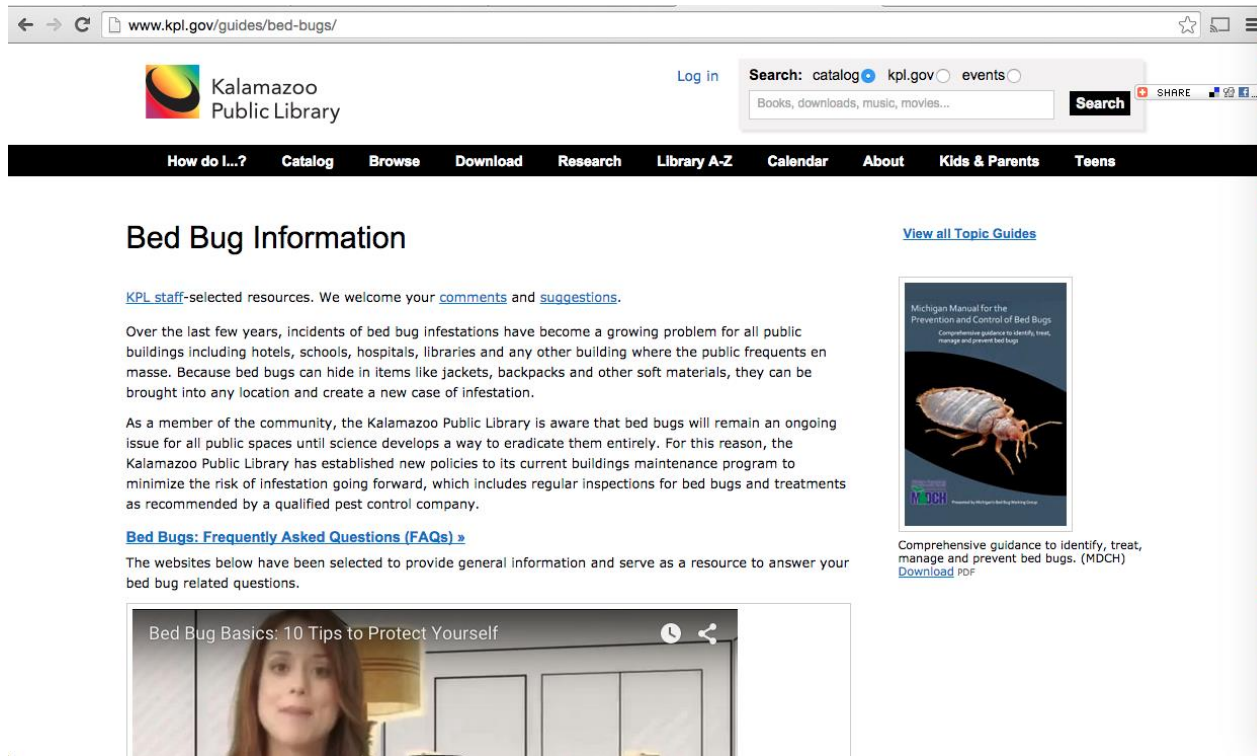 www.kpl.gov/guides/bed-bugs/
Kalamazoo
Public Library
Log in
Search: catalog kpl.gov events
Books, downloads, music, movies...
Search
SHARE
How do I...? Catalog Browse Download Research Library A-Z Calendar About Kids & Parents Teens
Bed Bug Information
KPL staff-selected resources. We welcome your comments and suggestions.
Over the last few years, incidents of bed bug infestations have become a growing problem for all public
buildings including hotels, schools, hospitals, libraries and any other building where the public frequents en
masse. Because bed bugs can hide in items like jackets, backpacks and other soft materials, they can be
brought into any location and create a new case of infestation.
As a member of the community, the Kalamazoo Public Library is aware that bed bugs will remain an ongoing
issue for all public spaces until science develops a way to eradicate them entirely. For this reason, the
Kalamazoo Public Library has established new policies to its current buildings maintenance program to
minimize the risk of infestation going forward, which includes regular inspections for bed bugs and treatments
as recommended by a qualified pest control company.
Bed Bugs: Frequently Asked Questions (FAQs) »
The websites below have been selected to provide general information and serve as a resource to answer your
bed bug related questions.
Bed Bug Basics: 10 Tips to Protect Yourself
View all Topic Guides
Michigan Manual for the
Prevention and Control of Bed Bugs
Comprehensive guidance to identify, treat,
manage and prevent bed bugs
MDCH
Presented by Michigan's Bed Bug Working Group
Comprehensive guidance to identify, treat,
manage and prevent bed bugs. (MDCH)
Download PDF